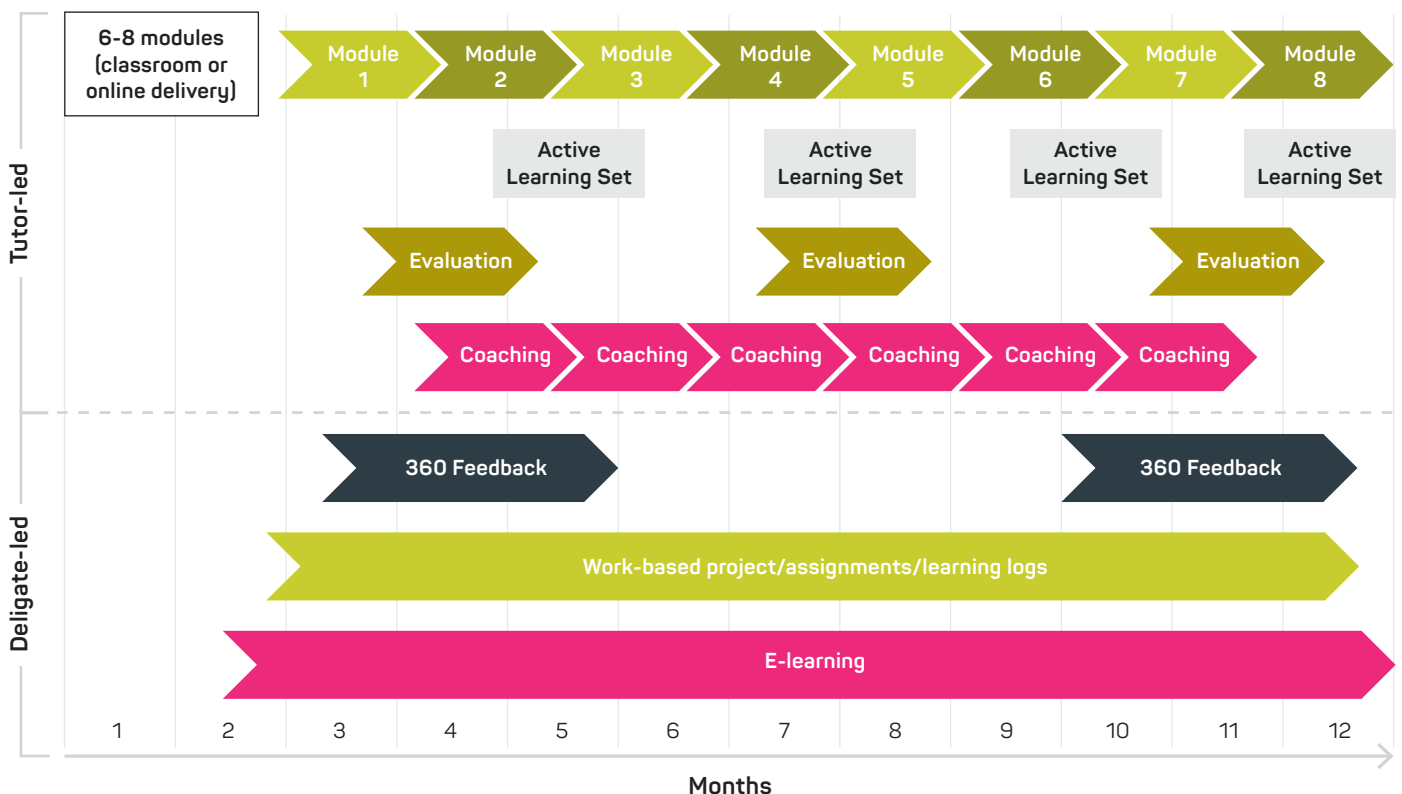 6-8 modules
(classroom or
online delivery)
Module
1
Module
2
Module
3
Module
4
Module
5
Module
6
Module
7
Module
8
Tutor-led
Active
Learning Set
Active
Learning Set
Active
Learning Set
Active
Learning Set
Evaluation
Evaluation
Evaluation
Coaching
Coaching
Coaching
Coaching
Coaching
Coaching
Deligate-led
360 Feedback
360 Feedback
Work-based project/assignments/learning logs
E-learning
1 2 3 4 5 6 7 8 9 10 11 12
Months